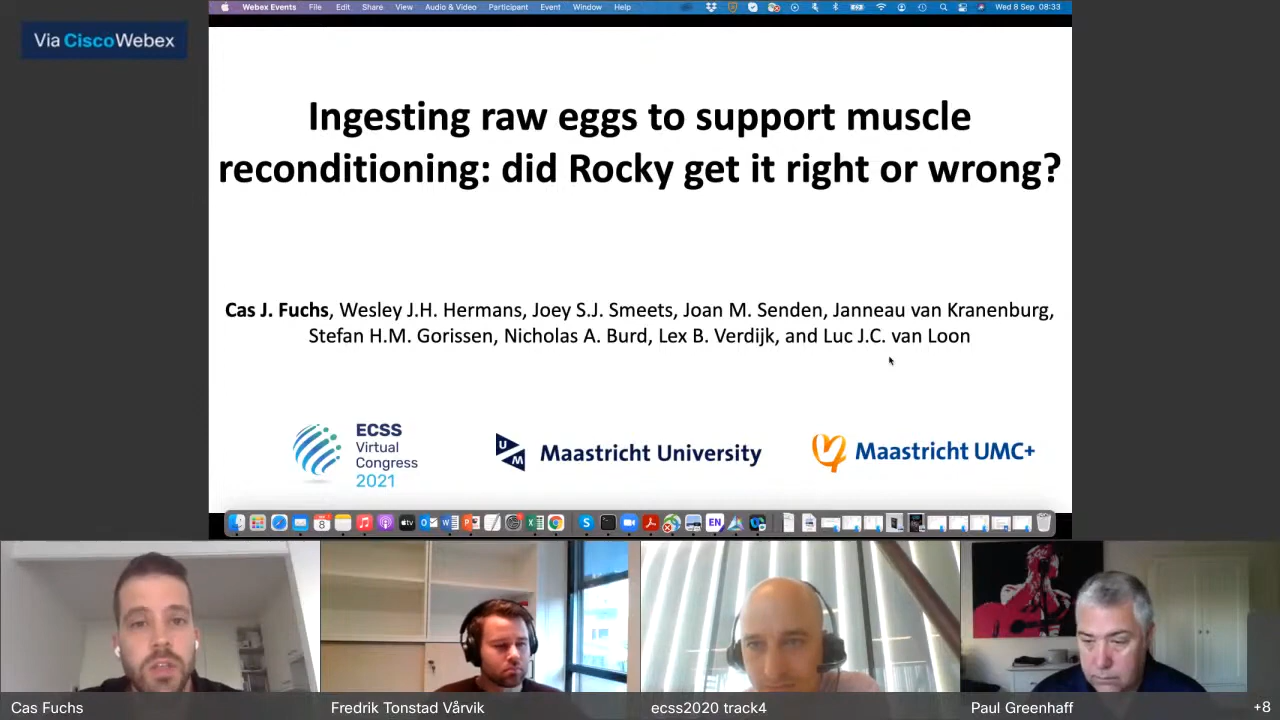 Webex Events File Edit Share View Audio & Video Participant Event Window Help Wed 8 Sep 08:33
Via CiscoWebex
Ingesting raw eggs to support muscle
reconditioning: did Rocky get it right or wrong?
Cas J. Fuchs, Wesley J.H. Hermans, Joey S.J. Smeets, Joan M. Senden, Janneau van Kranenburg,
Stefan H.M. Gorissen, Nicholas A. Burd, Lex B. Verdijk, and Luc J.C. van Loon
ECSS
Virtual
Congress
2021
U
M
Maastricht University
Maastricht UMC+
8
tv
EN
Cas Fuchs
Fredrik Tonstad Vårvik
ecss2020 track4
Paul Greenhaff
+8